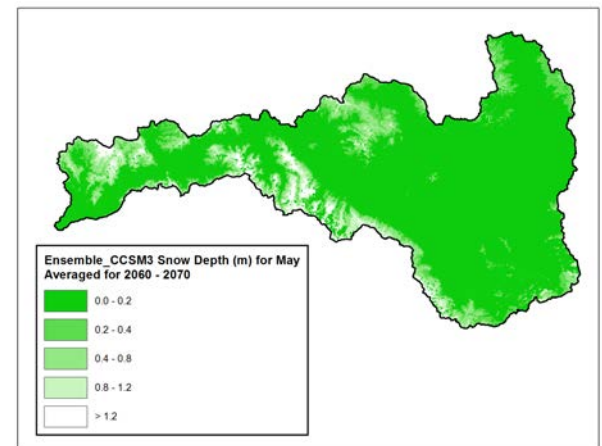 Ensemble_CCSM3 Snow Depth (m) for May
Averaged for 2060 - 2070
0.0 - 0.2
0.2 - 0.4
0.4 - 0.8
0.8 - 1.2
> 1.2